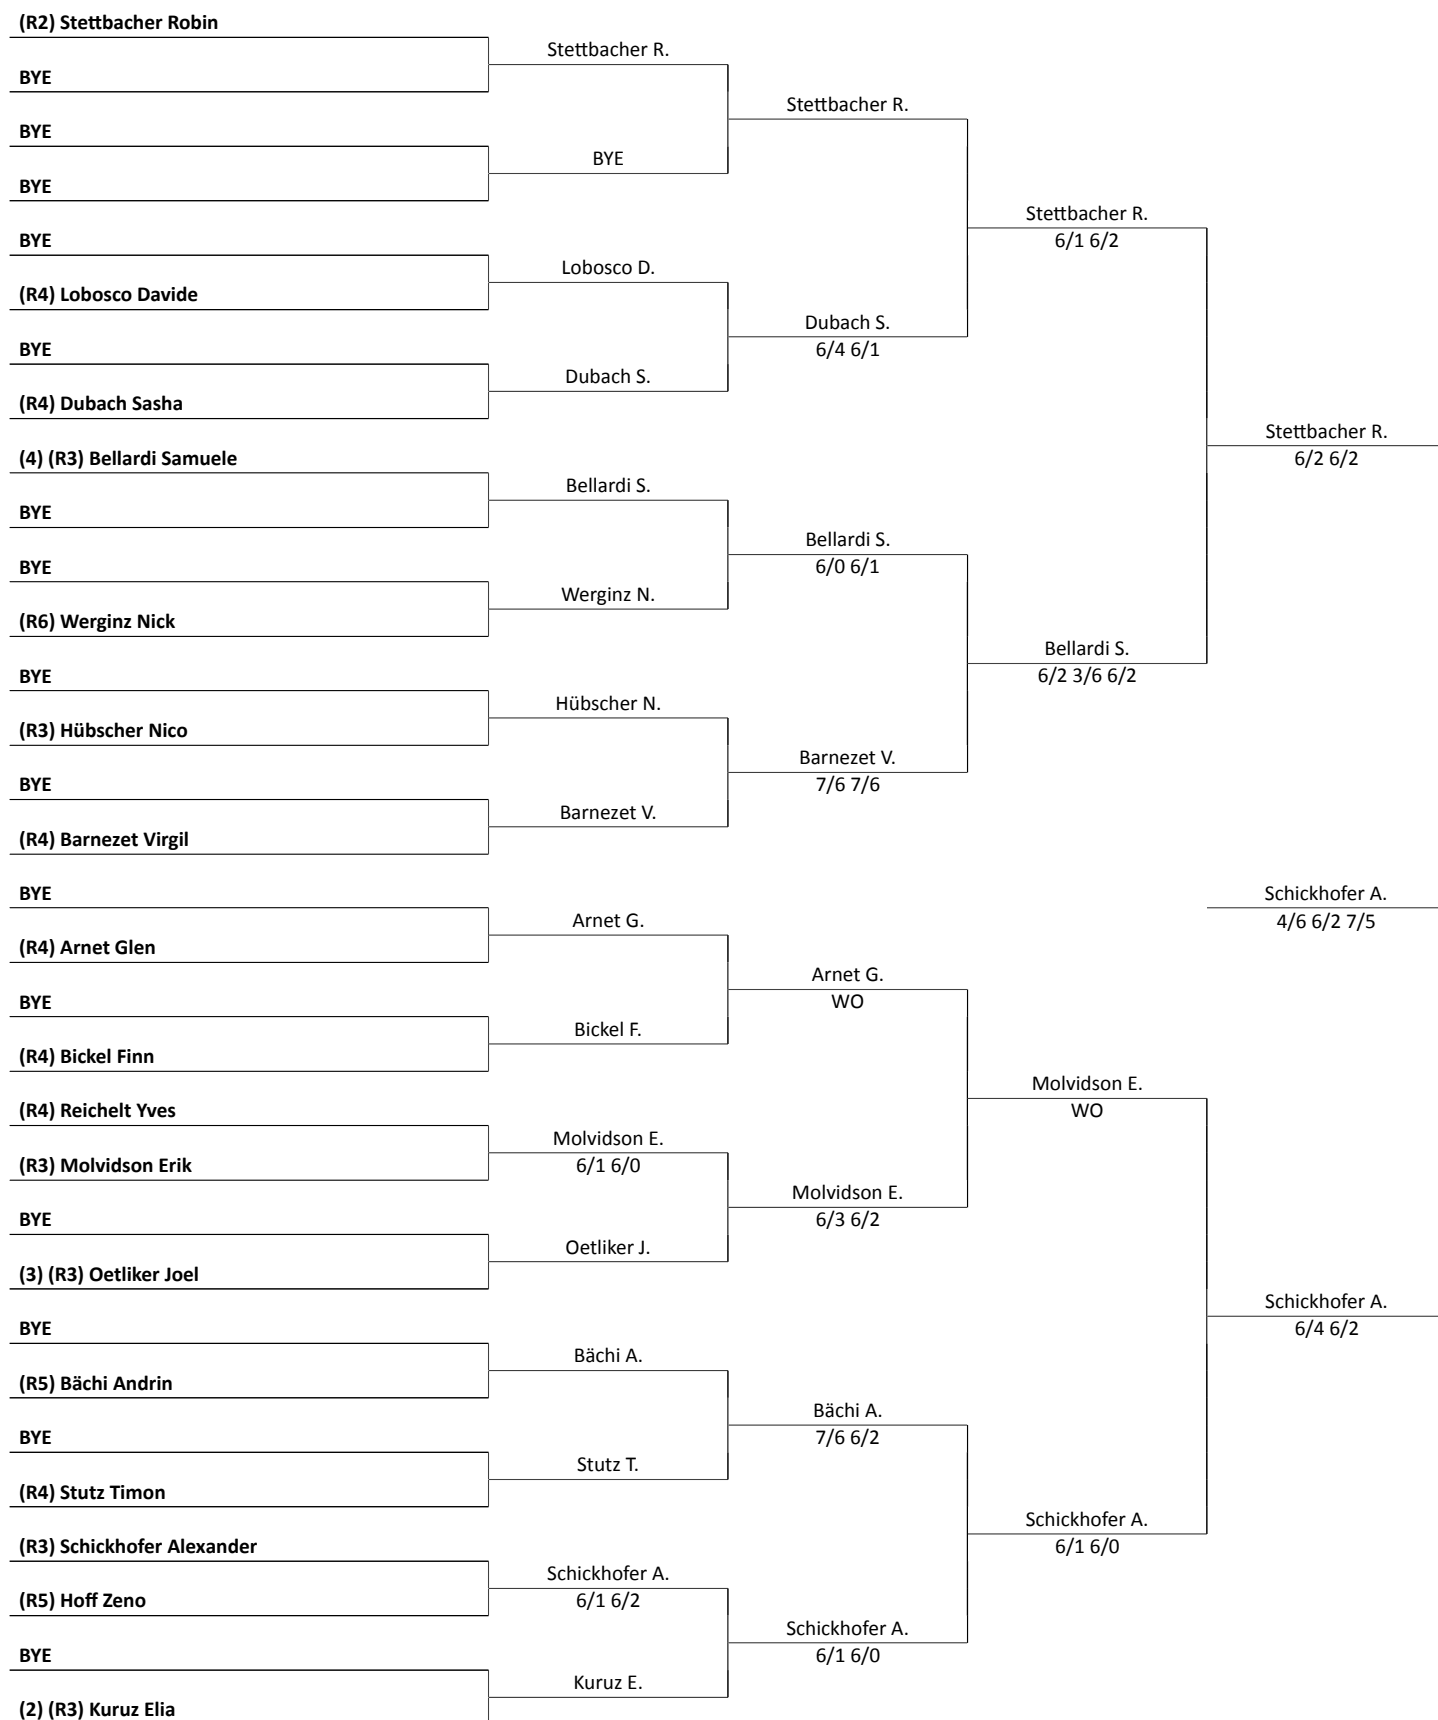 (R2) Stettbacher Robin
Stettbacher R.
BYE
Stettbacher R.
BYE
BYE
BYE
Stettbacher R.
6/1 6/2
BYE
Lobosco D.
(R4) Lobosco Davide
Dubach S.
6/4 6/1
BYE
Dubach S.
(R4) Dubach Sasha
Stettbacher R.
6/2 6/2
(4) (R3) Bellardi Samuele
Bellardi S.
BYE
Bellardi S.
6/0 6/1
BYE
Werginz N.
(R6) Werginz Nick
Bellardi S.
6/2 3/6 6/2
BYE
Hübscher N.
(R3) Hübscher Nico
Barnezet V.
7/6 7/6
BYE
Barnezet V.
(R4) Barnezet Virgil
BYE
Schickhofer A.
4/6 6/2 7/5
Arnet G.
(R4) Arnet Glen
Arnet G.
WO
BYE
Bickel F.
(R4) Bickel Finn
Molvidson E.
WO
(R4) Reichelt Yves
Molvidson E.
6/1 6/0
(R3) Molvidson Erik
Molvidson E.
6/3 6/2
BYE
Oetliker J.
(3) (R3) Oetliker Joel
Schickhofer A.
6/4 6/2
BYE
Bächi A.
(R5) Bächi Andrin
Bächi A.
7/6 6/2
BYE
Stutz T.
(R4) Stutz Timon
Schickhofer A.
6/1 6/0
(R3) Schickhofer Alexander
Schickhofer A.
6/1 6/2
(R5) Hoff Zeno
Schickhofer A.
6/1 6/0
BYE
Kuruz E.
(2) (R3) Kuruz Elia